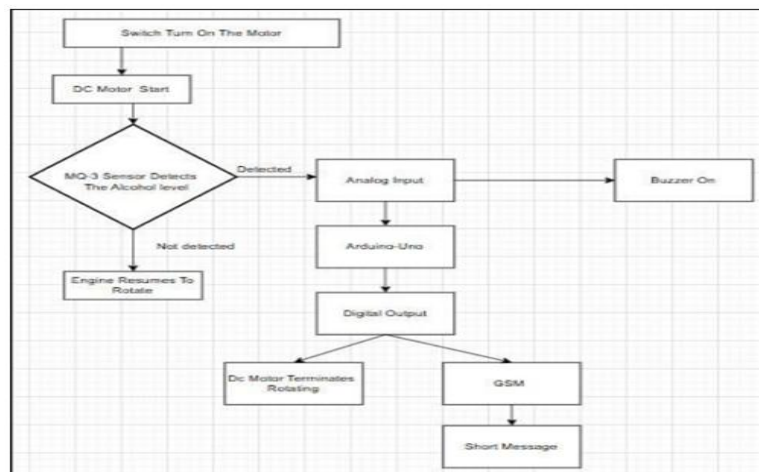 Switch Turn On The Motor
DC Motor Start
MQ-3 Sensor Detects
The Alcohol level
Detected
Analog Input
Buzzer On
Not detected
Arduino-Uno
Engine Resumes To
Rotate
Digital Output
Dc Motor Terminates
Rotating
GSM
Short Message